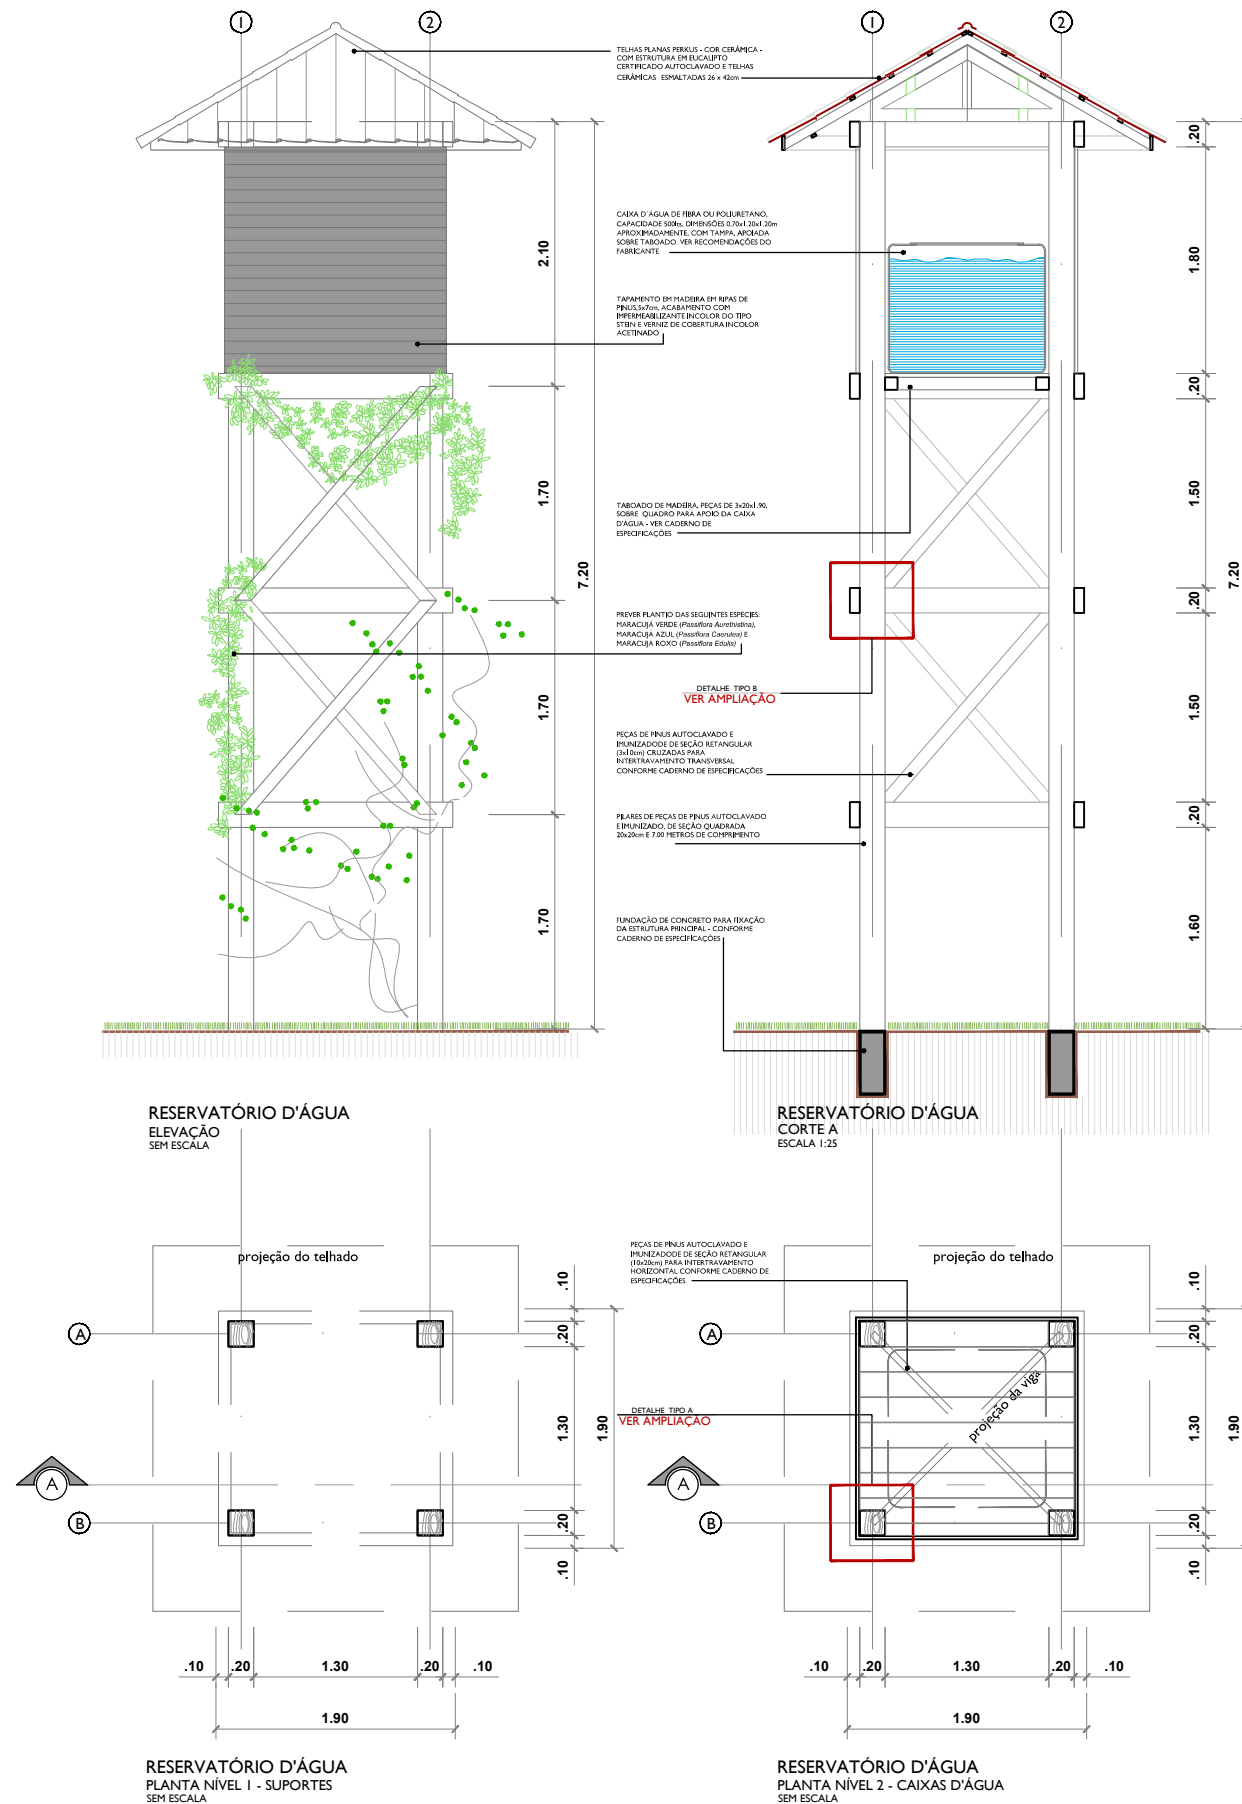 1
2
1
2
TELHAS PLANAS PERKUS - COR CERÂMICA -
COM ESTRUTURA EM EUCALIPTO
CERTIFICADO AUTOCLAVADO E TELHAS
CERÂMICAS ESMALTADAS 26 x 42cm
CAIXA D'ÁGUA DE FIBRA OU POLIURETANO,
CAPACIDADE 500lts, DIMENSÕES 0,70x1,20x1,20m
APROXIMADAMENTE, COM TAMPA, APOIADA
SOBRE TABOADO. VER RECOMENDAÇÕES DO
FABRICANTE
TAPAMENTO EM MADEIRA EM RIPAS DE
PINUS,5x7cm, ACABAMENTO COM
IMPERMEABILIZANTE INCOLOR DO TIPO
STEIN E VERNIZ DE COBERTURA INCOLOR
ACETINADO
TABOADO DE MADEIRA, PEÇAS DE 3x20x1.90,
SOBRE QUADRO PARA APOIO DA CAIXA
D'ÁGUA - VER CADERNO DE
ESPECIFICAÇÕES
PREVER PLANTIO DAS SEGUINTES ESPÉCIES:
MARACUJÁ VERDE (Passiflora Aurethistina),
MARACUJÁ AZUL (Passiflora Caerulea) E
MARACUJA ROXO (Passiflora Edulis)
DETALHE TIPO B
VER AMPLIAÇÃO
PEÇAS DE PINUS AUTOCLAVADO E
IMUNIZADODE DE SEÇÃO RETANGULAR
(3x10cm) CRUZADAS PARA
INTERTRAVAMENTO TRANSVERSAL
CONFORME CADERNO DE ESPECIFICAÇÕES
PILARES DE PEÇAS DE PINUS AUTOCLAVADO
E IMUNIZADO, DE SEÇÃO QUADRADA
20x20cm E 7.00 METROS DE COMPRIMENTO
FUNDAÇÃO DE CONCRETO PARA FIXAÇÃO
DA ESTRUTURA PRINCIPAL - CONFORME
CADERNO DE ESPECIFICAÇÕES
2.10
1.70
1.70
1.70
7.20
.20
1.80
.20
1.50
.20
1.50
.20
1.60
7.20
RESERVATÓRIO D'ÁGUA
ELEVAÇÃO
SEM ESCALA
RESERVATÓRIO D'ÁGUA
CORTE A
ESCALA 1:25
projeção do telhado
A
A
B
.10
.20
1.30
.20
.10
1.90
.10 .20 1.30 .20 .10
1.90
RESERVATÓRIO D'ÁGUA
PLANTA NÍVEL 1 - SUPORTES
SEM ESCALA
PEÇAS DE PINUS AUTOCLAVADO E
IMUNIZADODE DE SEÇÃO RETANGULAR
(10x20cm) PARA INTERTRAVAMENTO
HORIZONTAL CONFORME CADERNO DE
ESPECIFICAÇÕES
projeção do telhado
projeção da viga
DETALHE TIPO A
VER AMPLIAÇÃO
A
A
B
.10
.20
1.30
.20
.10
1.90
.10 .20 1.30 .20 .10
1.90
RESERVATÓRIO D'ÁGUA
PLANTA NÍVEL 2 - CAIXAS D'ÁGUA
SEM ESCALA